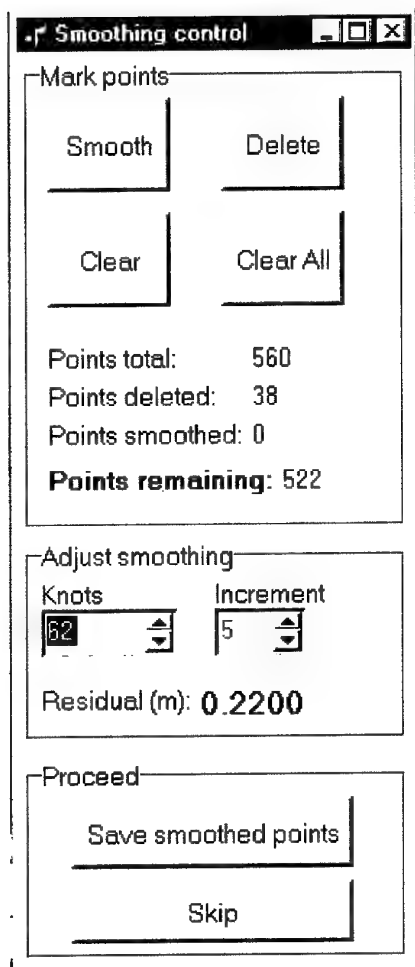 Smoothing control
Mark points
Smooth Delete
Clear Clear All
Points total: 560
Points deleted: 38
Points smoothed: 0
Points remaining: 522
Adjust smoothing
Knots Increment
62 5
Residual (m): 0.2200
Proceed
Save smoothed points
Skip